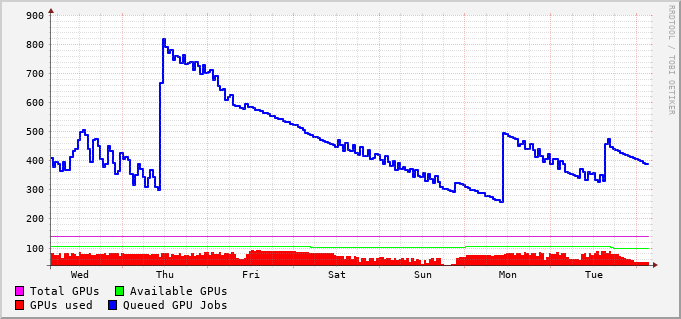 900
800
700
600
500
400
300
200
100
Wed Thu Fri Sat Sun Mon Tue
Total GPUs Available GPUs
GPUs used Queued GPU Jobs
RRDTOOL / TOBI OETIKER